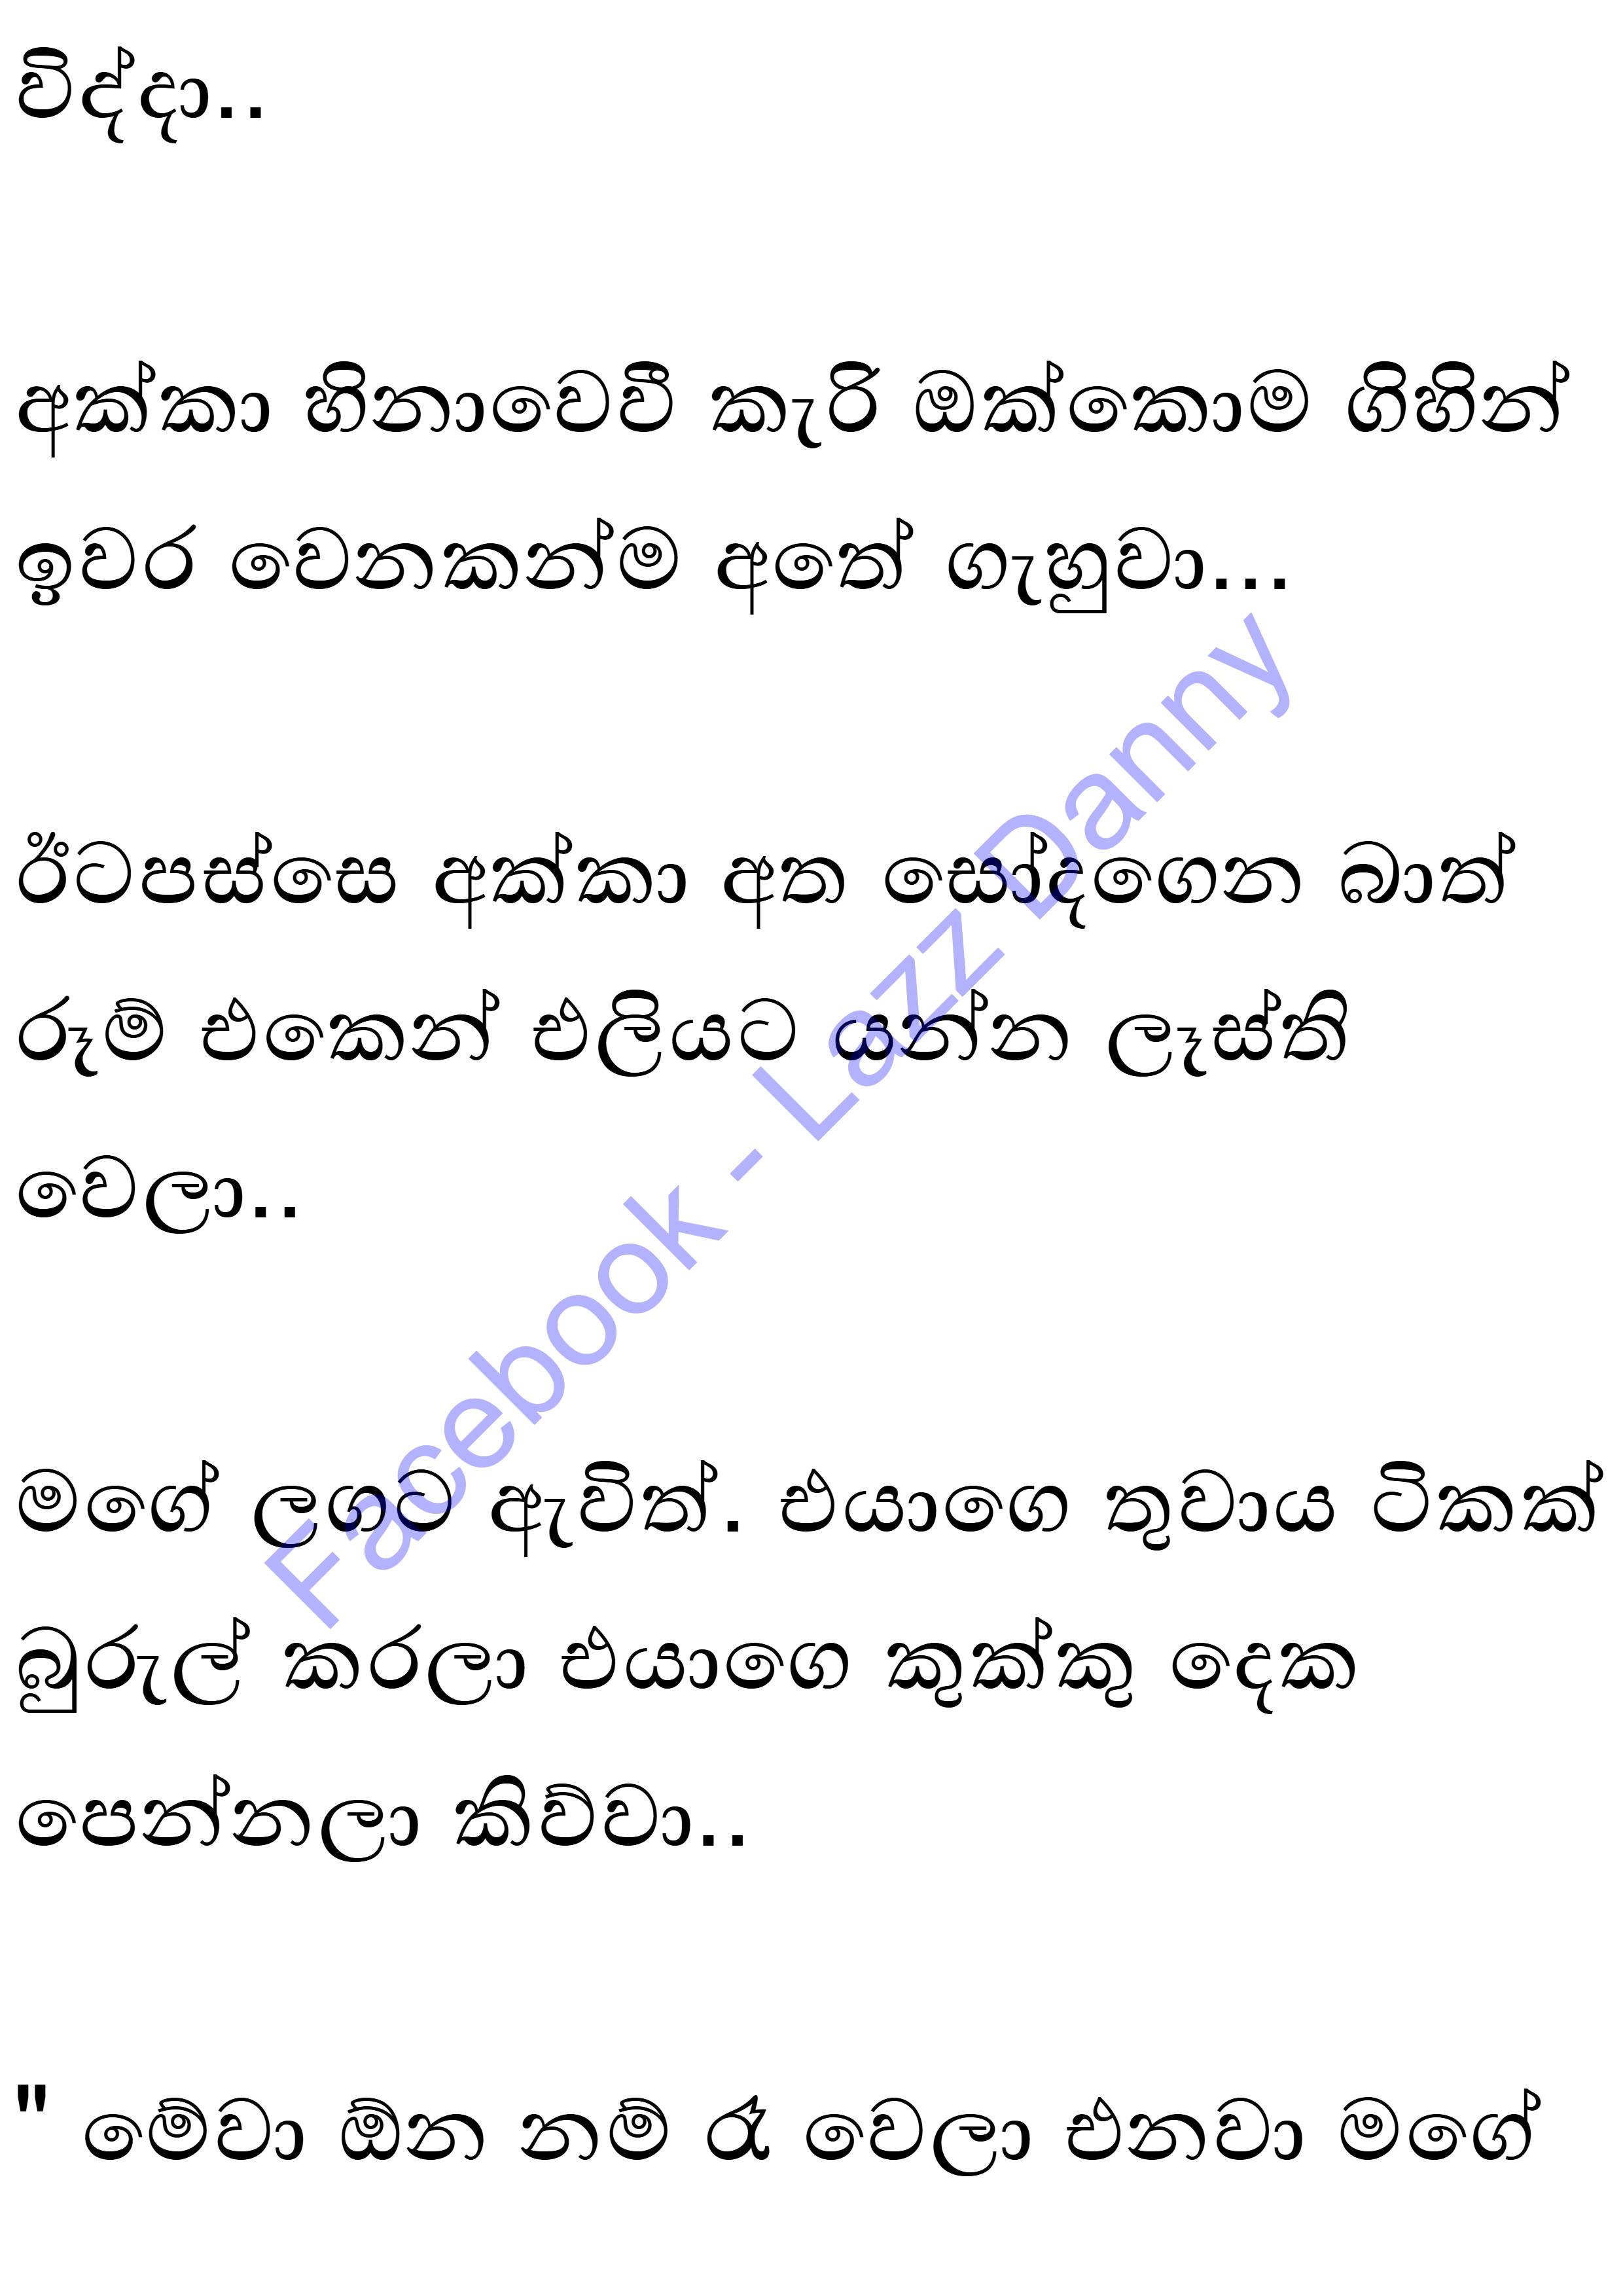 විද්දා..
අක්කා හිනාවෙවී කැරි ඔක්කොම ගිහින්
ඉවර වෙනකන්ම අතේ ගැහුවා...
ඊටපස්සෙ අක්කා අත සෝදගෙන බාත්
රූම් එකෙන් එලියට යන්න ලෑස්ති
වෙලා..
මගේ ලගට ඇවිත්. එයාගෙ තුවාය ටිකක්
බුරුල් කරලා එයාගෙ කුක්කු දෙක
පෙන්නලා කිව්වා..
" මේවා ඕන නම් රෑ වෙලා එනවා මගේ
Facebook - Lazz Danny